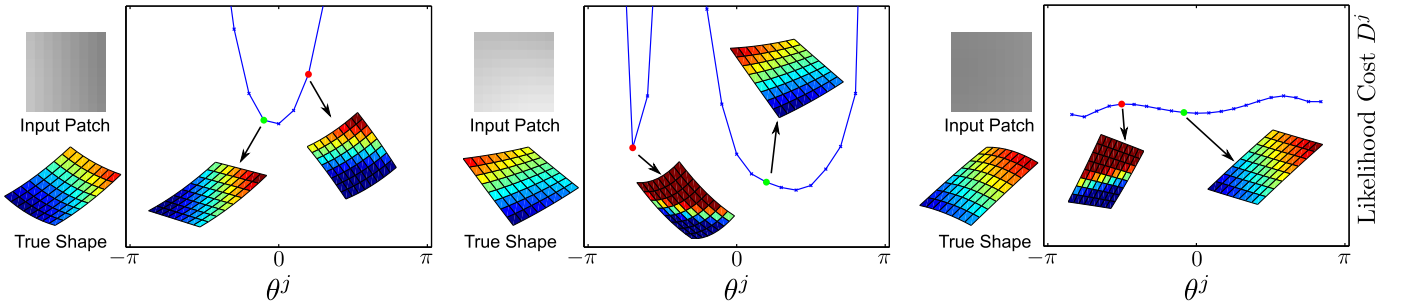 Input Patch
True Shape
−π 0 π
θʲ
Input Patch
True Shape
−π 0 π
θʲ
Input Patch
True Shape
−π 0 π
θʲ
Likelihood Cost Dʲ